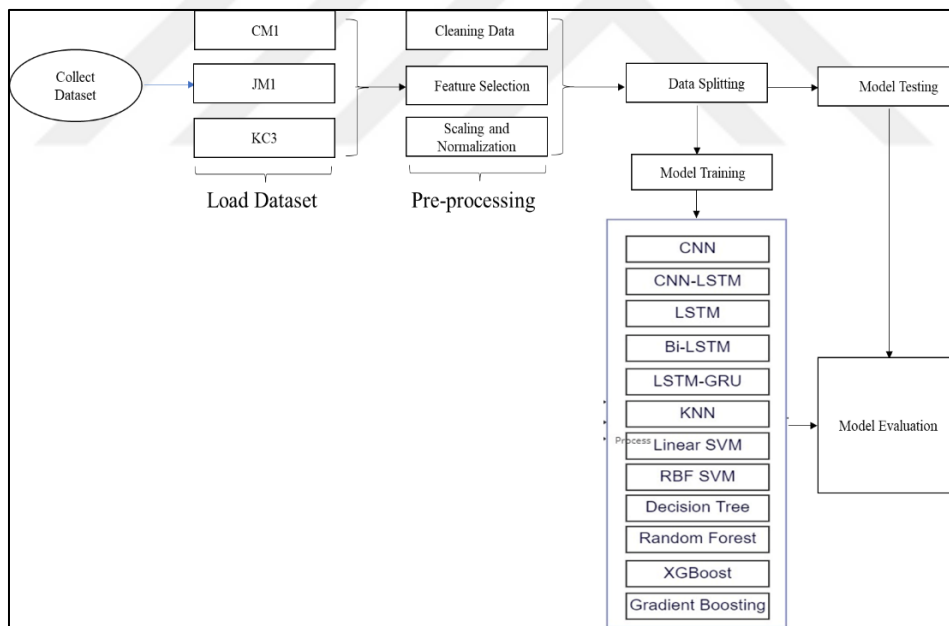 Collect
Dataset
CM1
JM1
KC3
Load Dataset
Cleaning Data
Feature Selection
Scaling and
Normalization
Pre-processing
Data Splitting
Model Testing
Model Training
CNN
CNN-LSTM
LSTM
Bi-LSTM
LSTM-GRU
KNN
Process
Linear SVM
RBF SVM
Decision Tree
Random Forest
XGBoost
Gradient Boosting
Model Evaluation